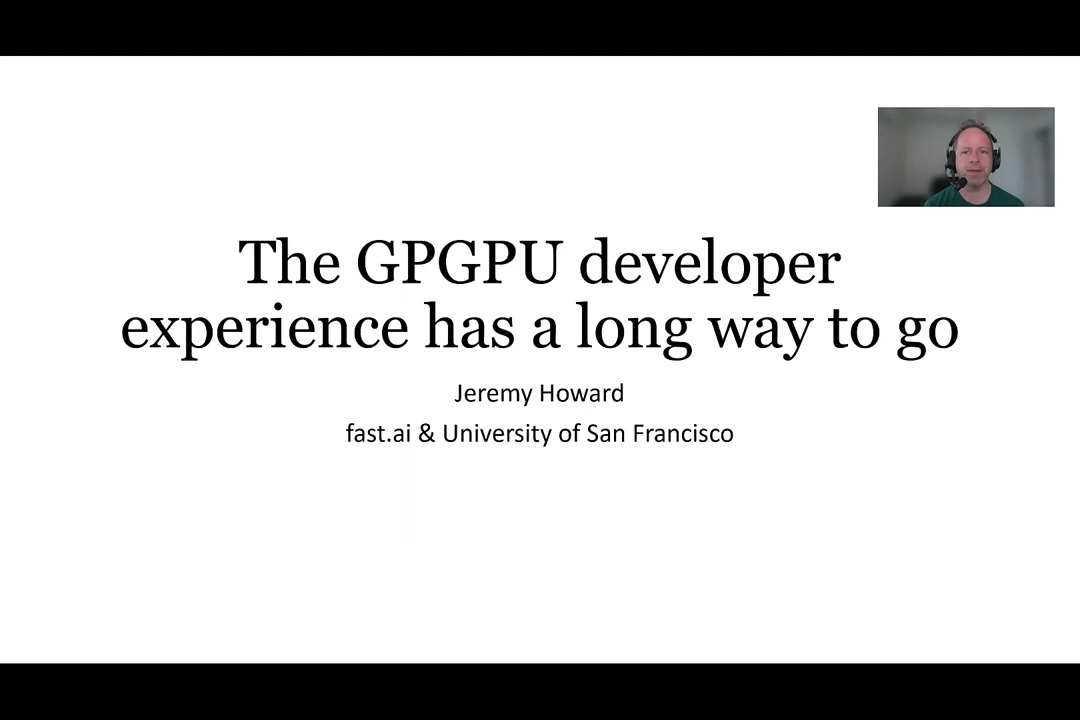 The GPGPU developer
experience has a long way to go
Jeremy Howard
fast.ai & University of San Francisco